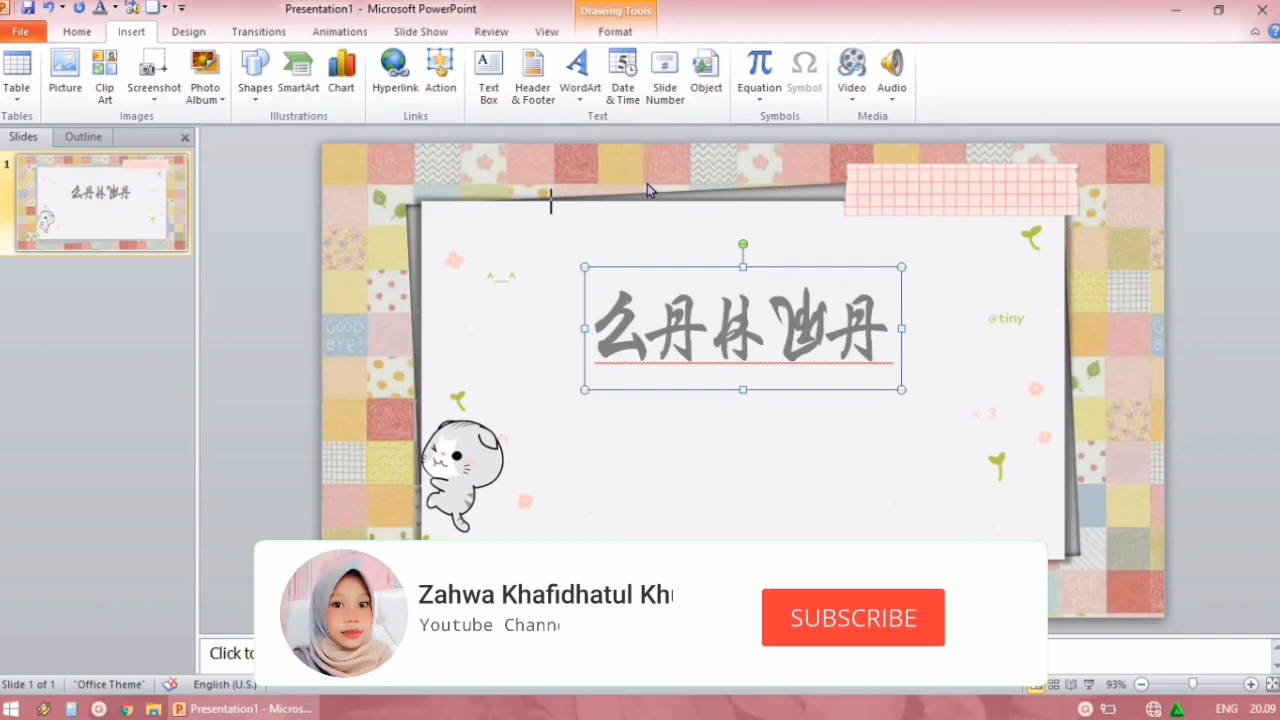 Presentation1 - Microsoft PowerPoint
Drawing Tools
File Home Insert Design Transitions Animations Slide Show Review View Format
Table
Picture
Clip Art
Screenshot
Photo Album
Shapes
SmartArt
Chart
Hyperlink
Action
Text Box
Header & Footer
WordArt
Date & Time
Slide Number
Object
Equation
Symbol
Video
Audio
Tables Images Illustrations Links Text Symbols Media
Slides Outline
1
GOOD BYE!
^__^
@tiny
< 3
Zahwa Khafidhatul Kh
Youtube Chann
SUBSCRIBE
Click to
Slide 1 of 1 "Office Theme" English (U.S.) 93%
Presentation1 - Micros...
ENG 20.09